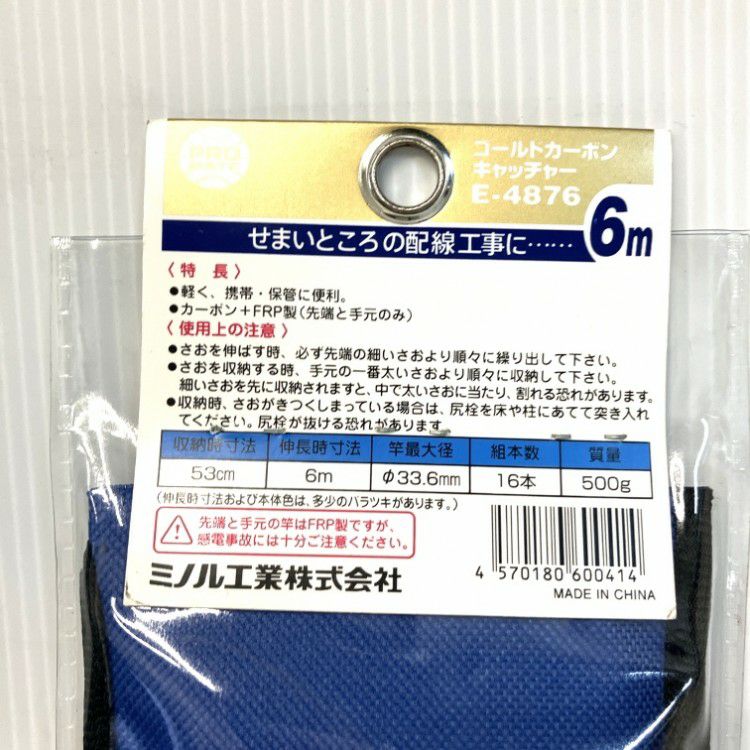 PRO
MATE
ゴールドカーボン
キャッチャー
E-4876
せまいところの配線工事に…… 6m
〈特 長〉
●軽く、携帯・保管に便利。
●カーボン+FRP製(先端と手元のみ)
〈使用上の注意〉
●さおを伸ばす時、必ず先端の細いさおより順々に繰り出して下さい。
●さおを収納する時、手元の一番太いさおより順々に収納して下さい。
細いさおを先に収納されますと、中で太いさおに当たり、割れる恐れがあります。
●収納時、さおがきつくしまっている場合は、尻栓を床や柱にあてて突き入れ
てください。尻栓が抜ける恐れがあります。
収納時寸法 伸長時寸法 竿最大径 組本数 質量
53cm 6m φ33.6mm 16本 500g
(伸長時寸法および本体色は、多少のバラツキがあります。)
先端と手元の竿はFRP製ですが、
感電事故には十分ご注意ください。
ミノル工業株式会社
4 570180 600414
MADE IN CHINA